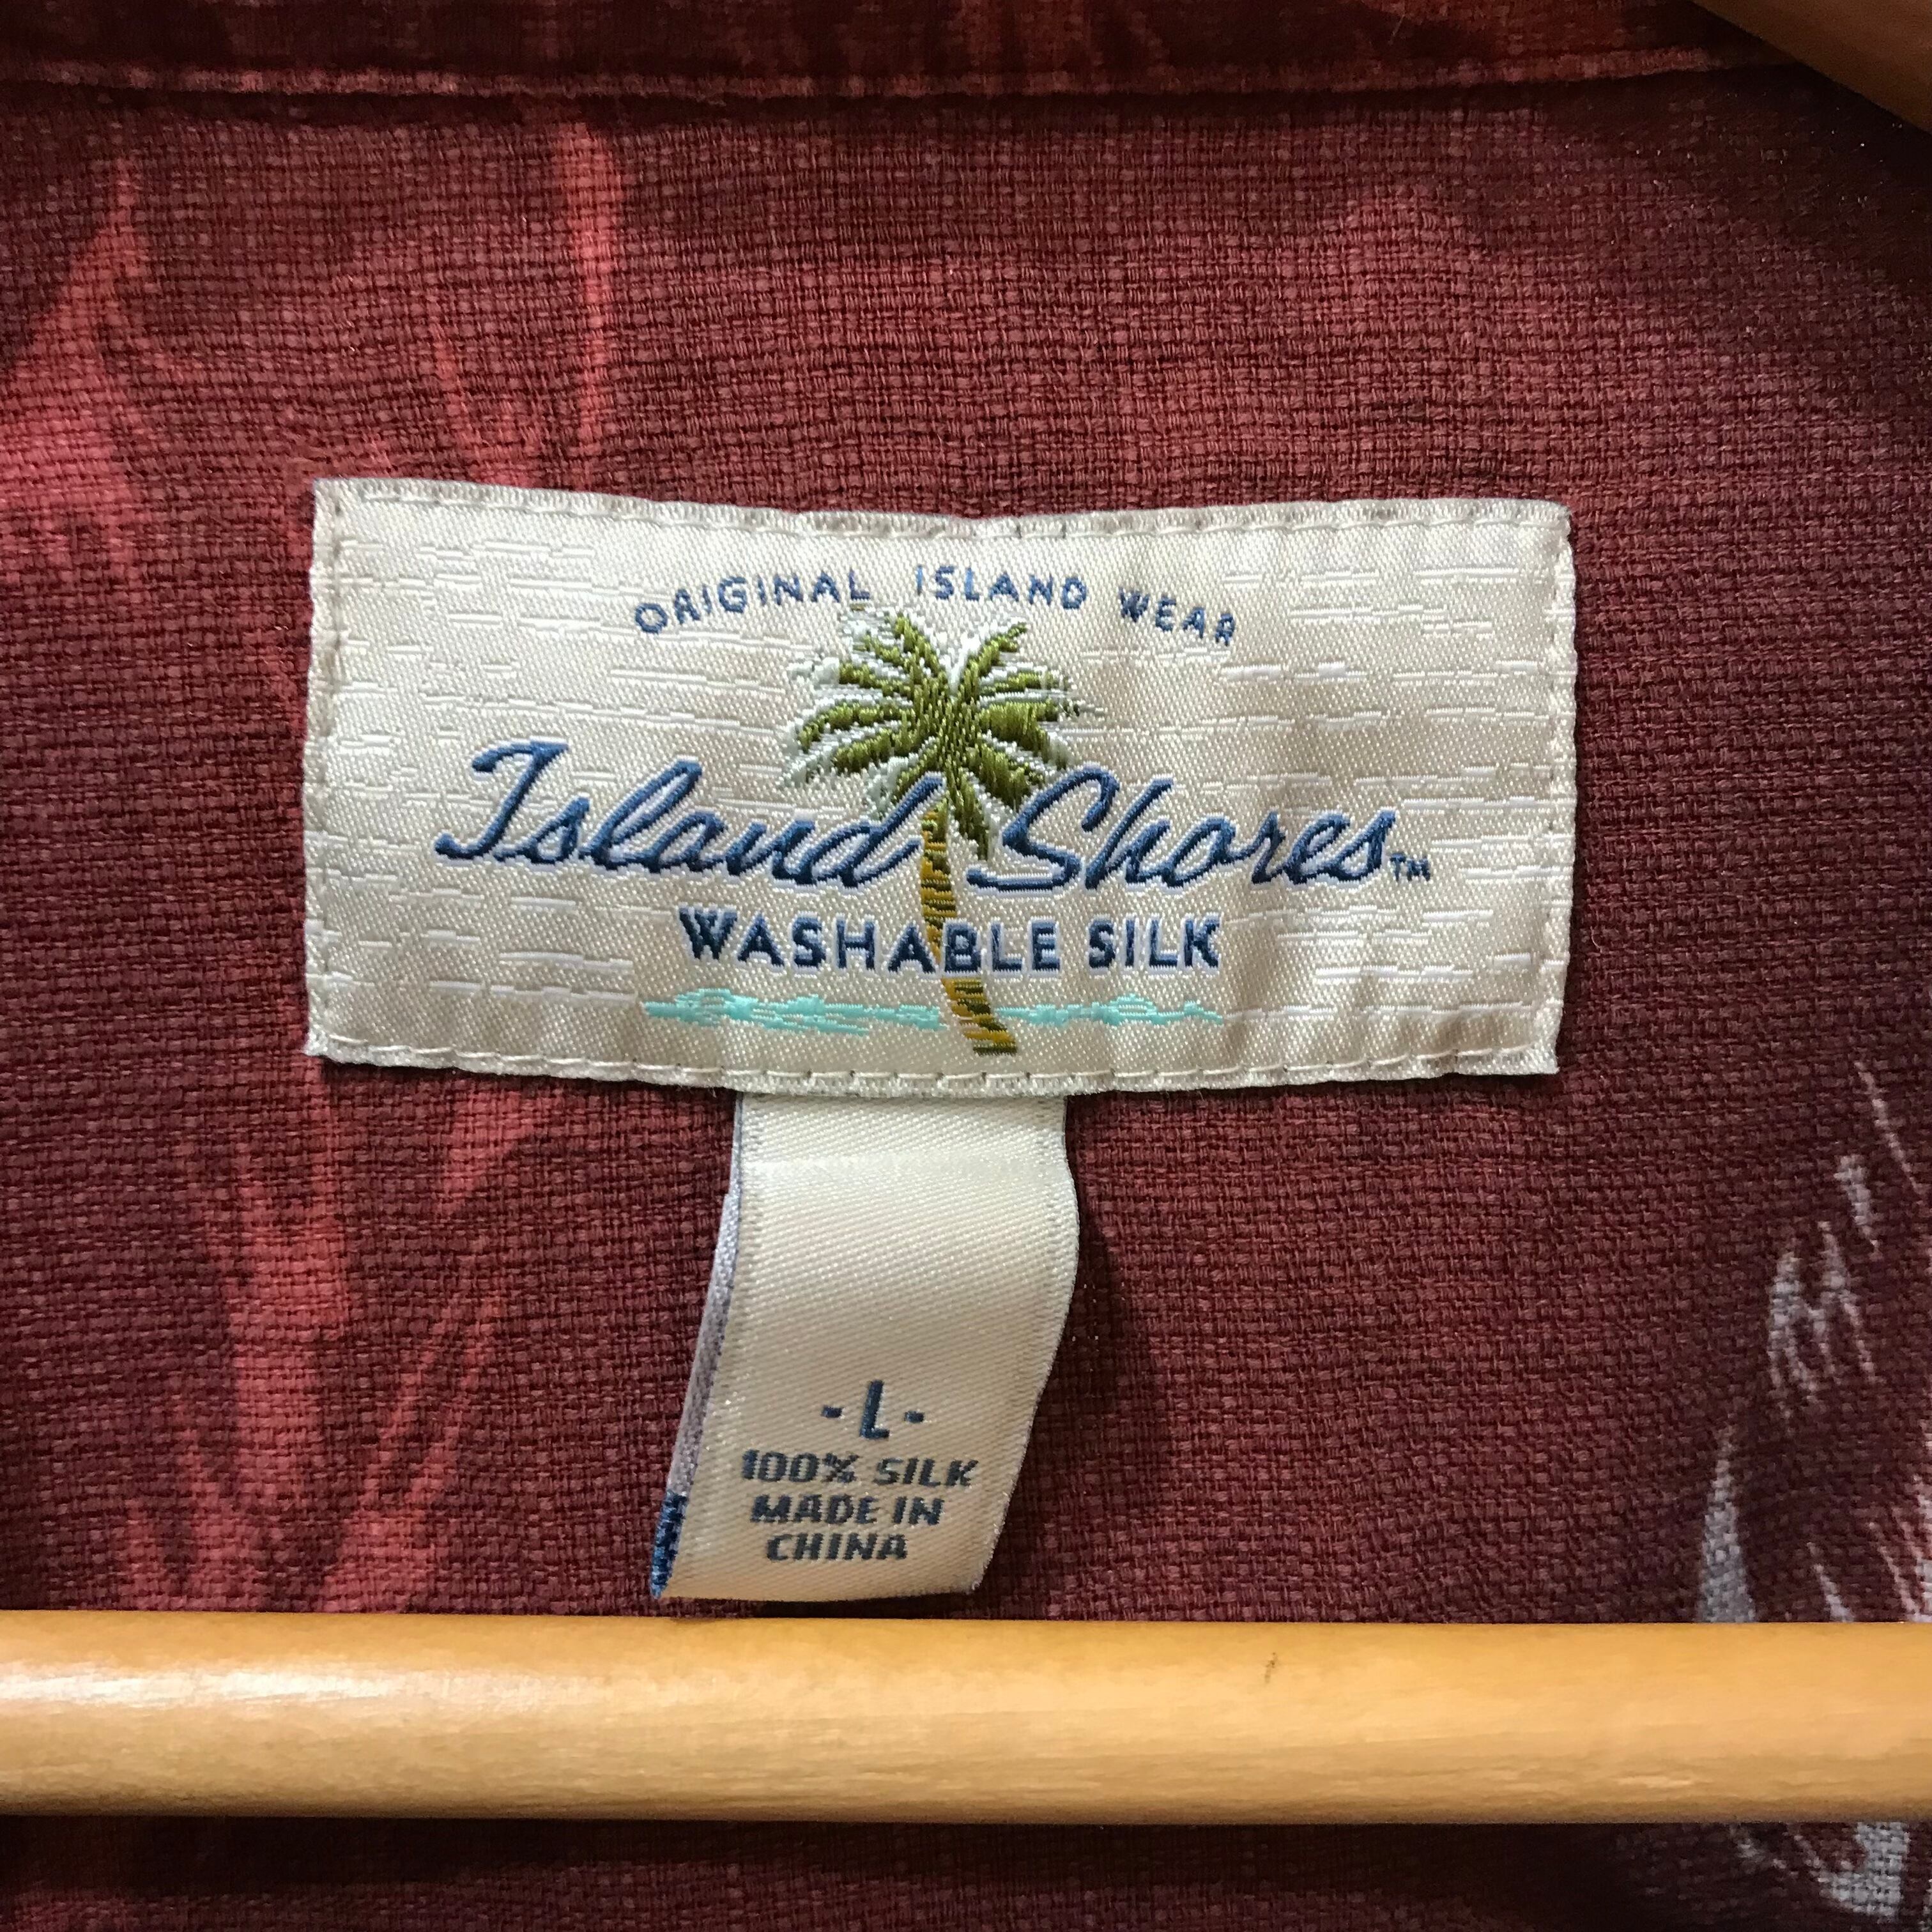 ORIGINAL ISLAND WEAR
Island Shores™
WASHABLE SILK
-L-
100% SILK
MADE IN
CHINA